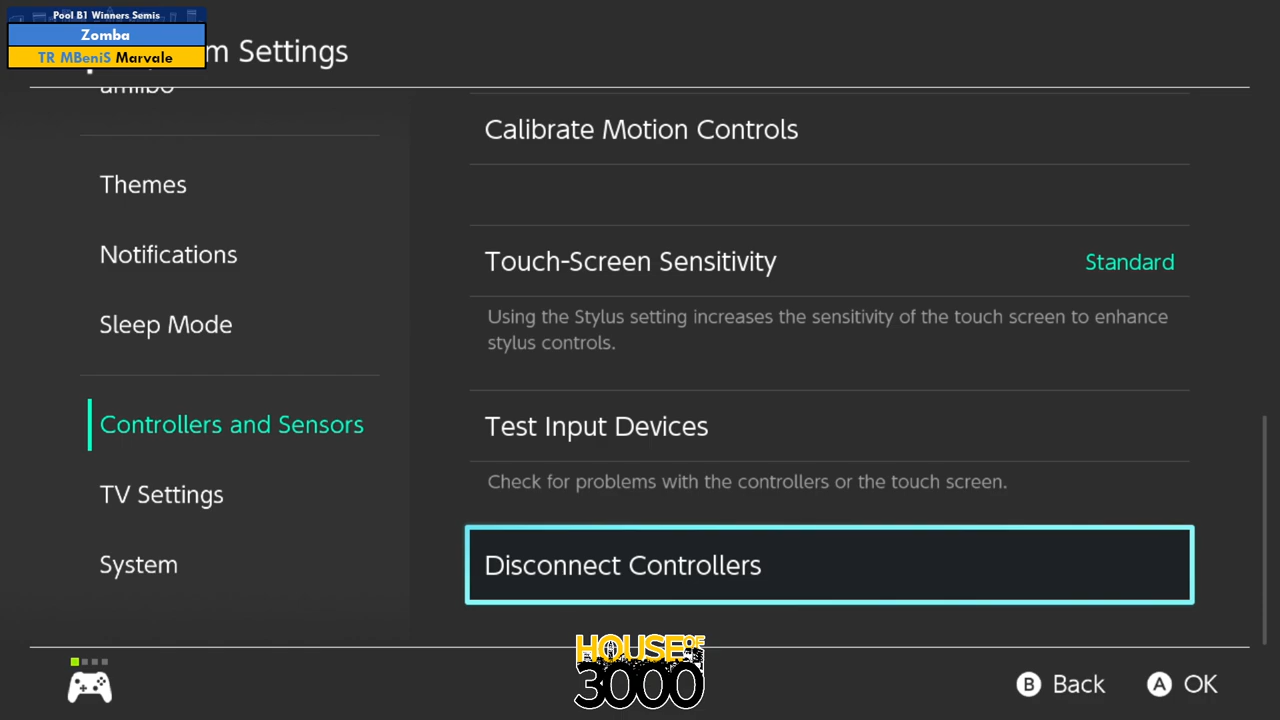 Pool B1 Winners Semis
Zomba
TR MBeniS Marvale
m Settings
amiibo
Themes
Notifications
Sleep Mode
Controllers and Sensors
TV Settings
System
Calibrate Motion Controls
Touch-Screen Sensitivity Standard
Using the Stylus setting increases the sensitivity of the touch screen to enhance
stylus controls.
Test Input Devices
Check for problems with the controllers or the touch screen.
Disconnect Controllers
HOUSE OF
3000
B Back A OK